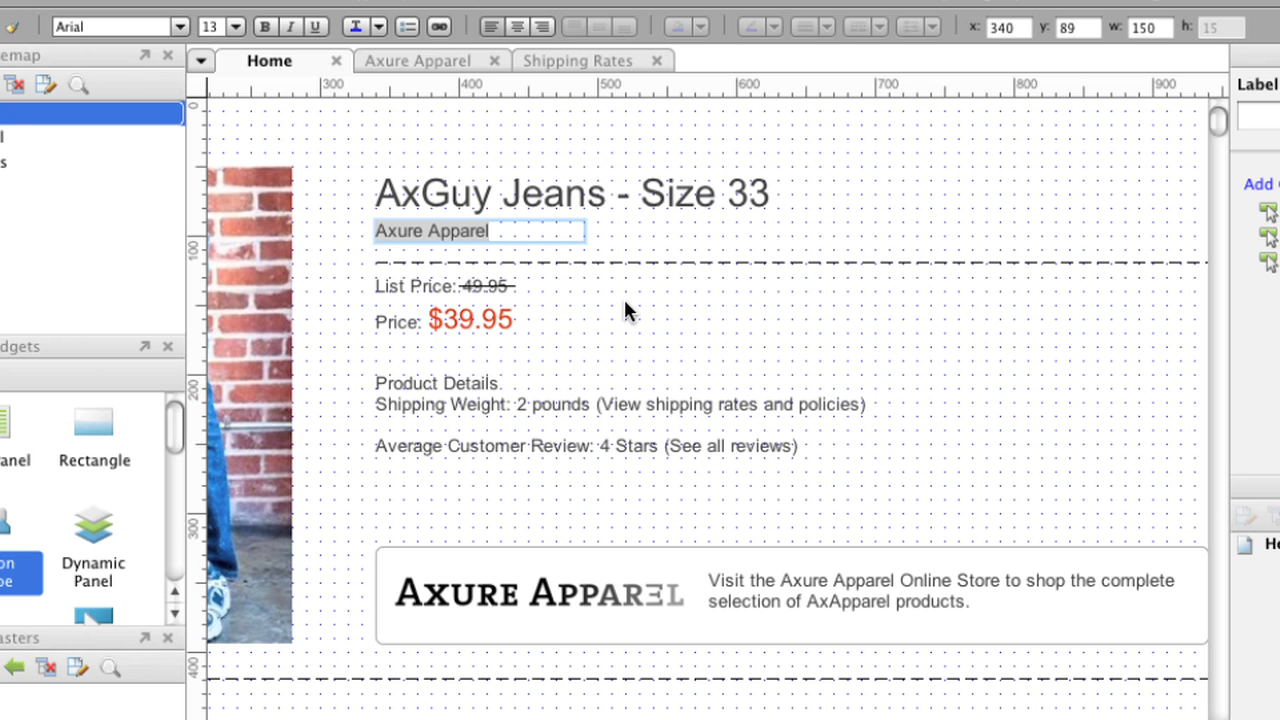 Arial
13
B I U
x: 340 y: 89 w: 150 h: 15
emap
Home
Axure Apparel
Shipping Rates
300 400 500 600 700 800 900
0
100
200
300
400
Label
Add
l
s
AxGuy Jeans - Size 33
Axure Apparel
List Price: 49.95
Price: $39.95
Product Details
Shipping Weight: 2 pounds (View shipping rates and policies)
Average Customer Review: 4 Stars (See all reviews)
AXURE APPAREL
Visit the Axure Apparel Online Store to shop the complete
selection of AxApparel products.
dgets
anel
Rectangle
on
pe
Dynamic
Panel
asters
He